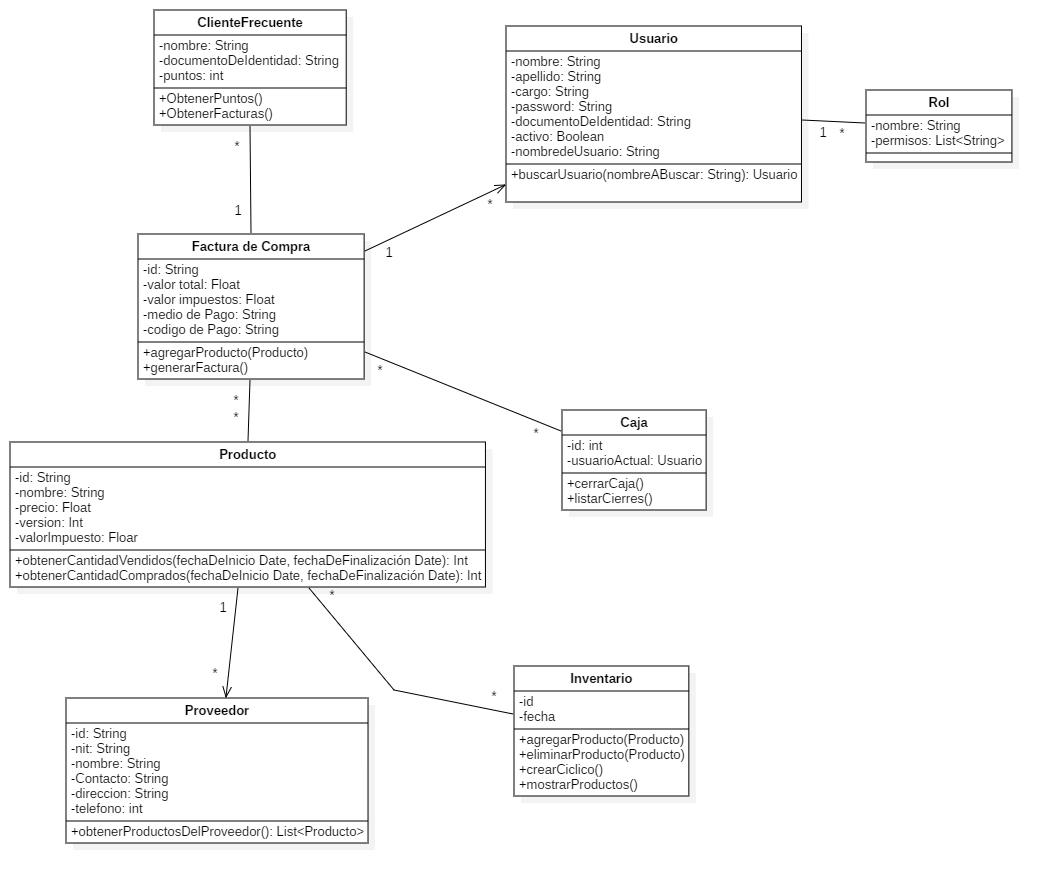 ClienteFrecuente
-nombre: String
-documentoDeIdentidad: String
-puntos: int
+ObtenerPuntos()
+ObtenerFacturas()
Usuario
-nombre: String
-apellido: String
-cargo: String
-password: String
-documentoDeIdentidad: String
-activo: Boolean
-nombredeUsuario: String
+buscarUsuario(nombreABuscar: String): Usuario
Rol
-nombre: String
-permisos: List<String>
1
*
*
1
*
1
Factura de Compra
-id: String
-valor total: Float
-valor impuestos: Float
-medio de Pago: String
-codigo de Pago: String
+agregarProducto(Producto)
+generarFactura()
*
*
*
*
Caja
-id: int
-usuarioActual: Usuario
+cerrarCaja()
+listarCierres()
Producto
-id: String
-nombre: String
-precio: Float
-version: Int
-valorImpuesto: Floar
+obtenerCantidadVendidos(fechaDeInicio Date, fechaDeFinalización Date): Int
+obtenerCantidadComprados(fechaDeInicio Date, fechaDeFinalización Date): Int
1
*
*
*
Proveedor
-id: String
-nit: String
-nombre: String
-Contacto: String
-direccion: String
-telefono: int
+obtenerProductosDelProveedor(): List<Producto>
Inventario
-id
-fecha
+agregarProducto(Producto)
+eliminarProducto(Producto)
+crearCiclico()
+mostrarProductos()